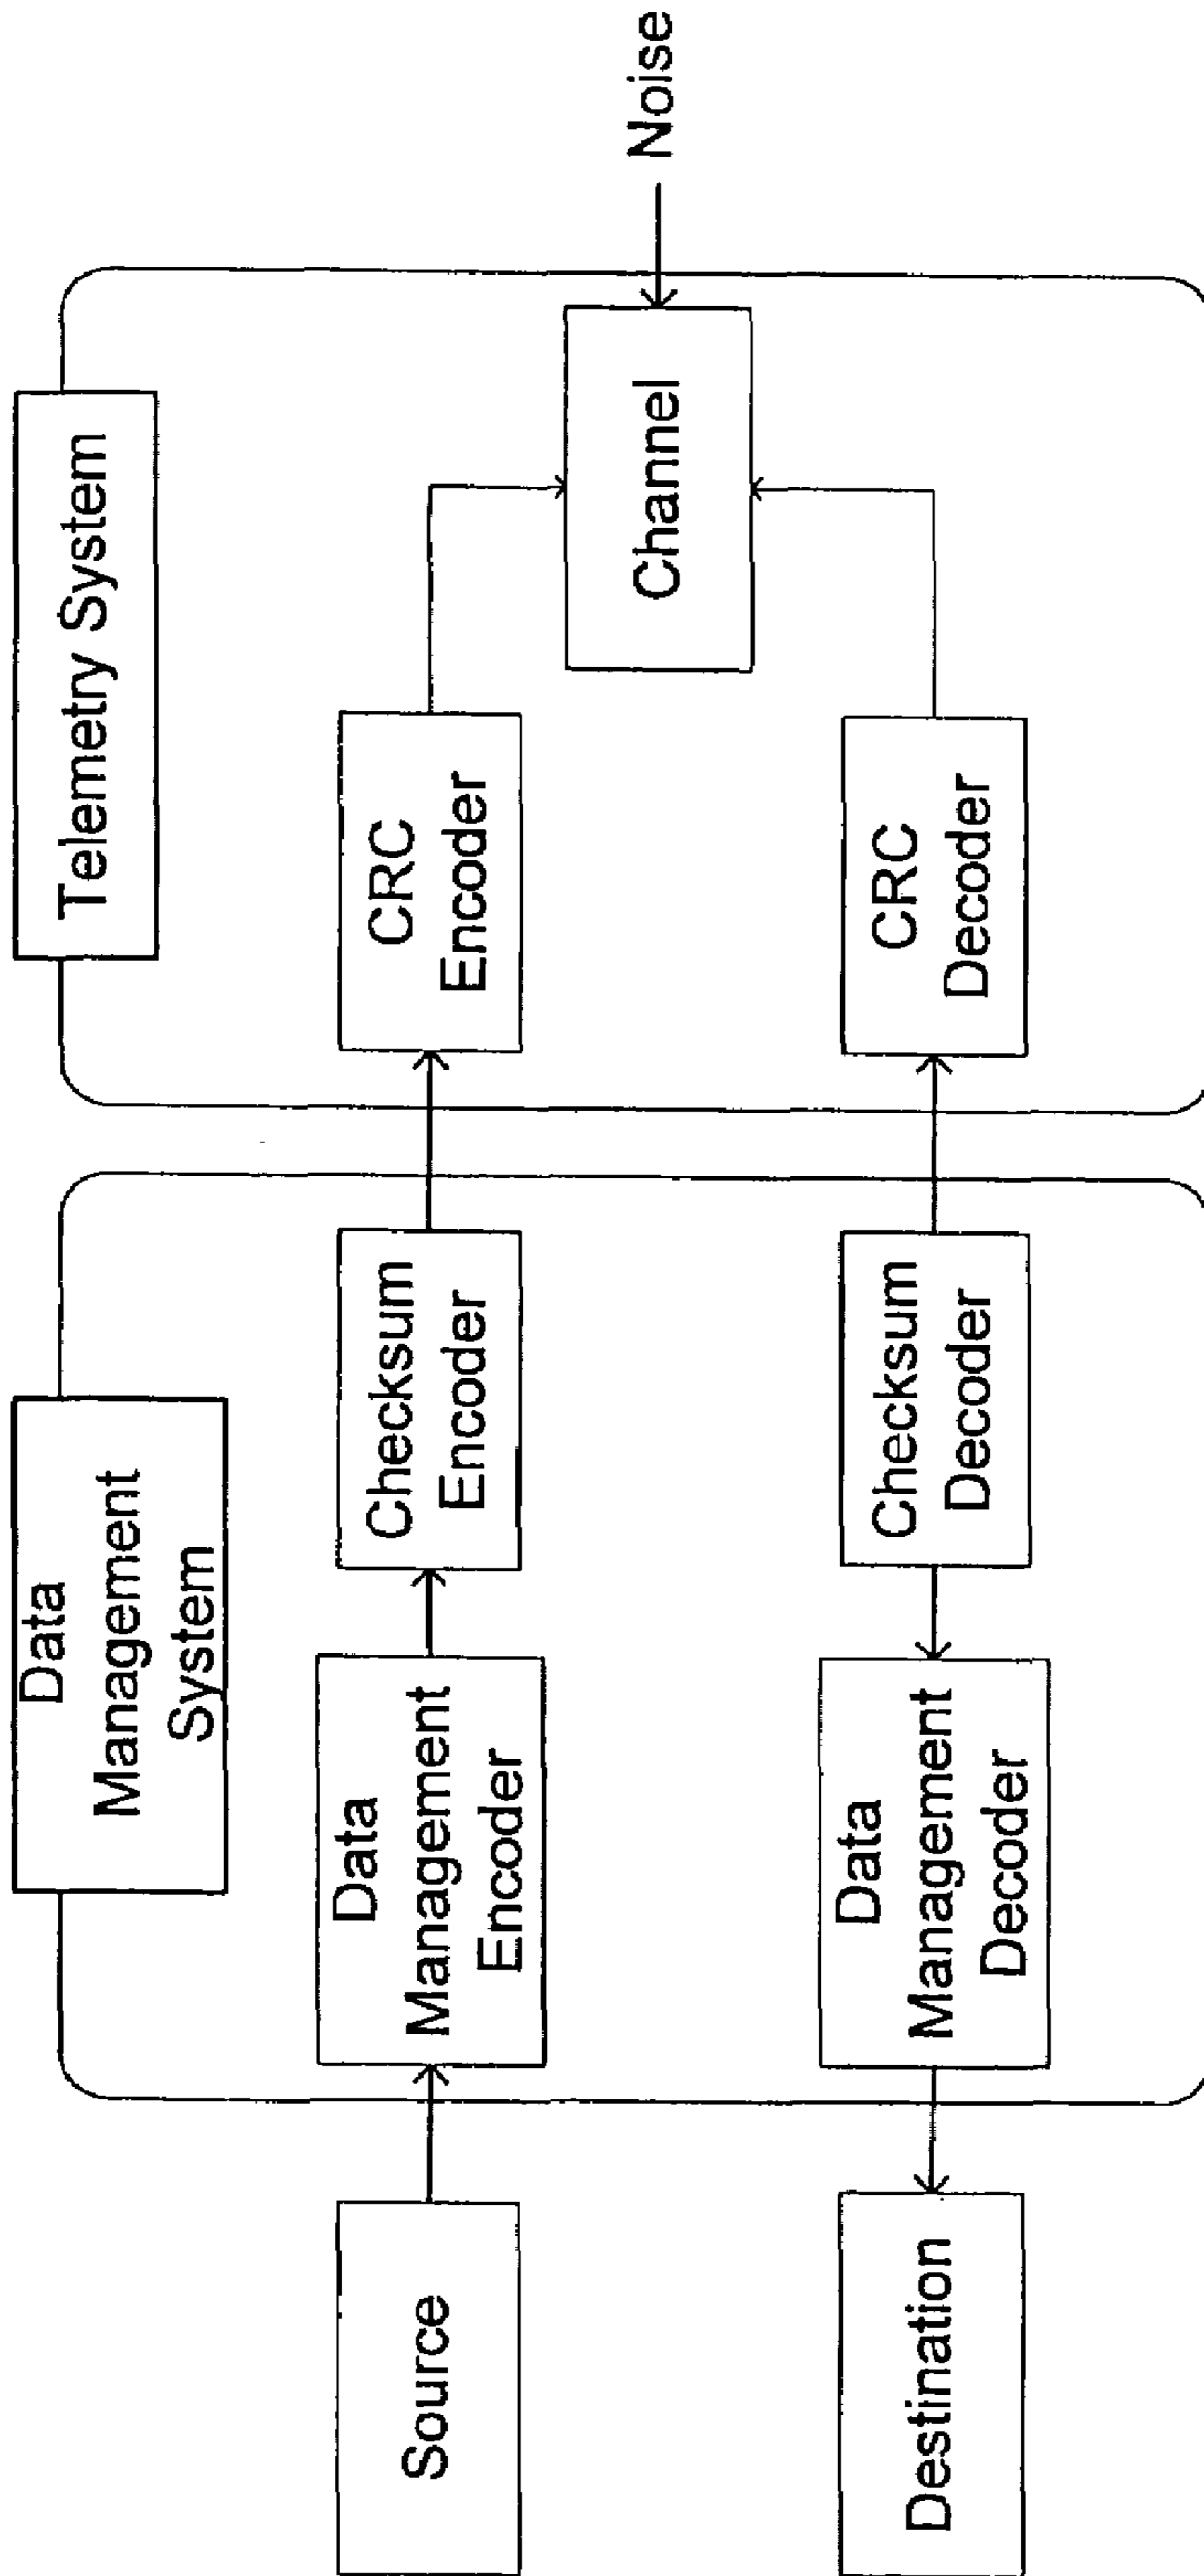 Data
Management
System
Telemetry System
Source
Data
Management
Encoder
Checksum
Encoder
CRC
Encoder
Channel
Noise
Destination
Data
Management
Decoder
Checksum
Decoder
CRC
Decoder